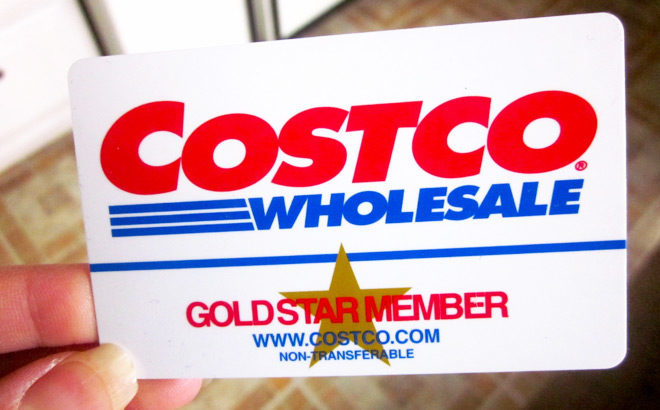 COSTCO®
WHOLESALE
GOLD STAR MEMBER
WWW.COSTCO.COM
NON-TRANSFERABLE